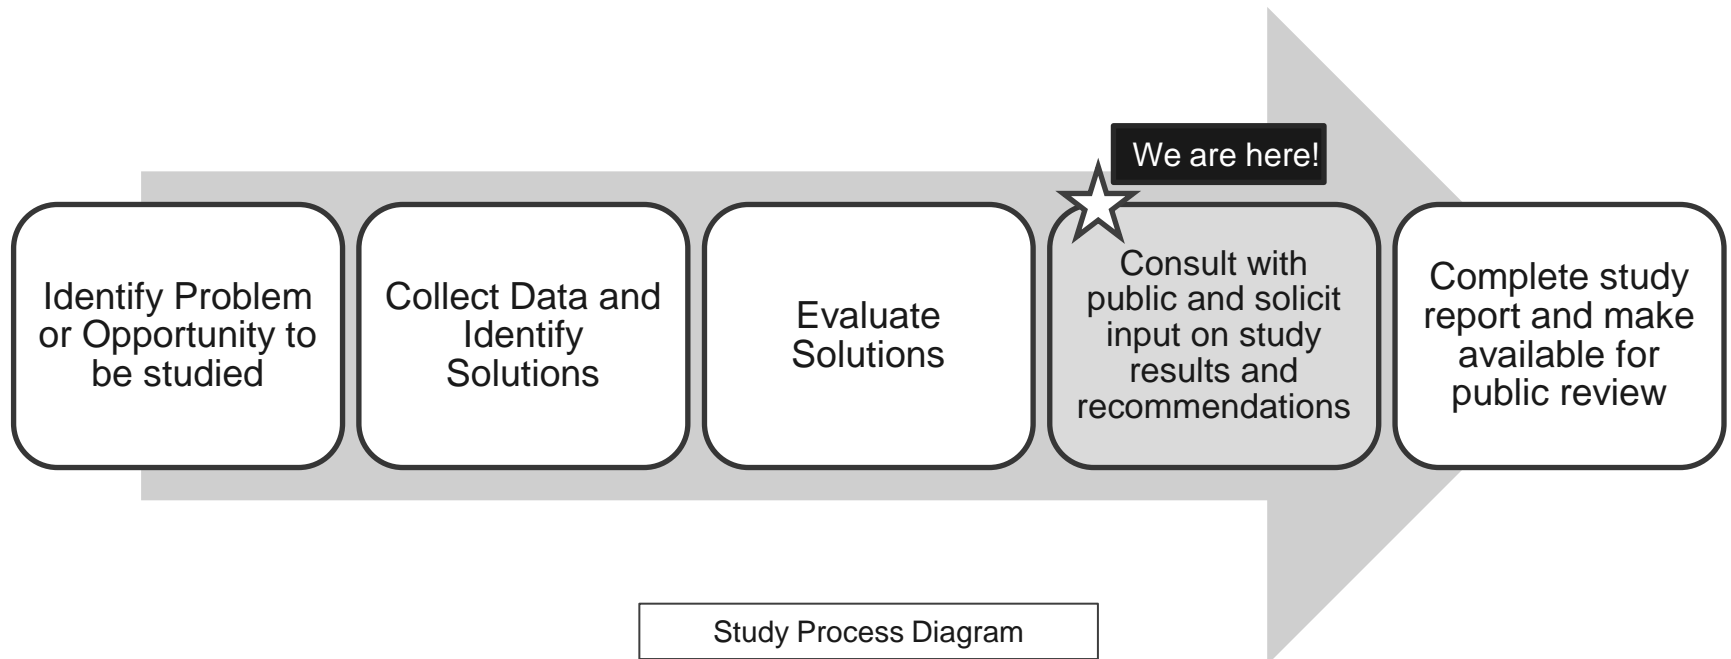 We are here!
Identify Problem
or Opportunity to
be studied
Collect Data and
Identify
Solutions
Evaluate
Solutions
Consult with
public and solicit
input on study
results and
recommendations
Complete study
report and make
available for
public review
Study Process Diagram